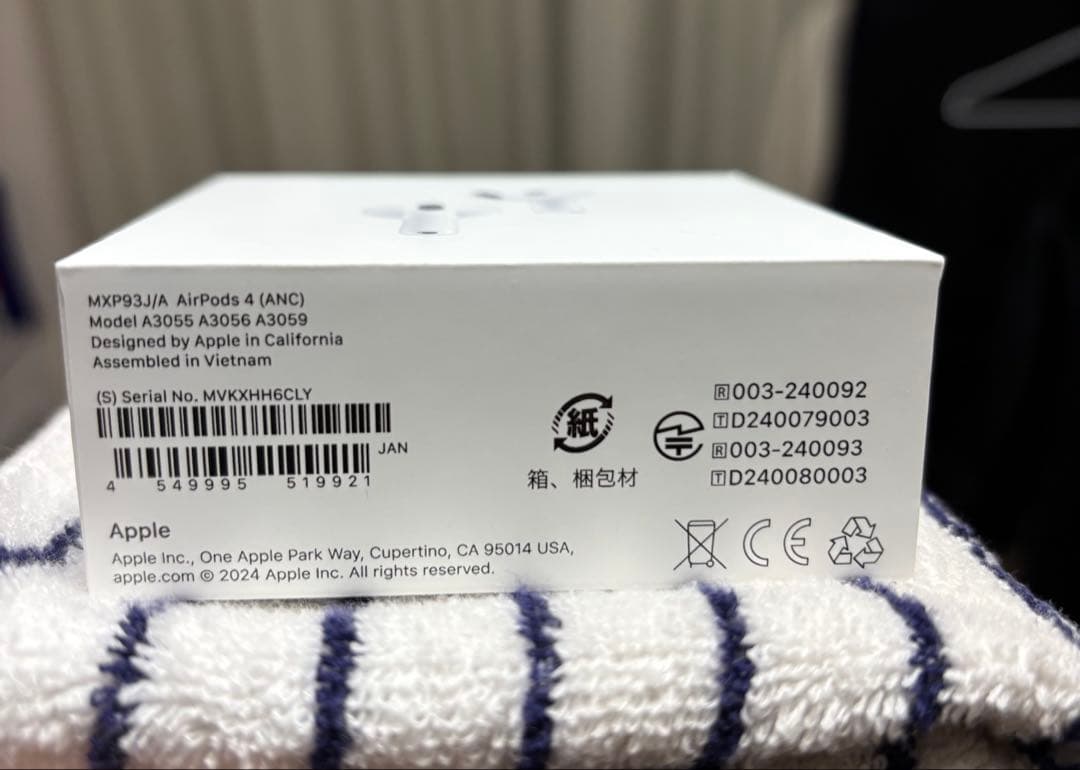 MXP93J/A AirPods 4 (ANC)
Model A3055 A3056 A3059
Designed by Apple in California
Assembled in Vietnam
(S) Serial No. MVKXHH6CLY
JAN
4 549995 519921
紙
箱、梱包材
R003-240092
TD240079003
R003-240093
TD240080003
Apple
Apple Inc., One Apple Park Way, Cupertino, CA 95014 USA,
apple.com © 2024 Apple Inc. All rights reserved.
CE